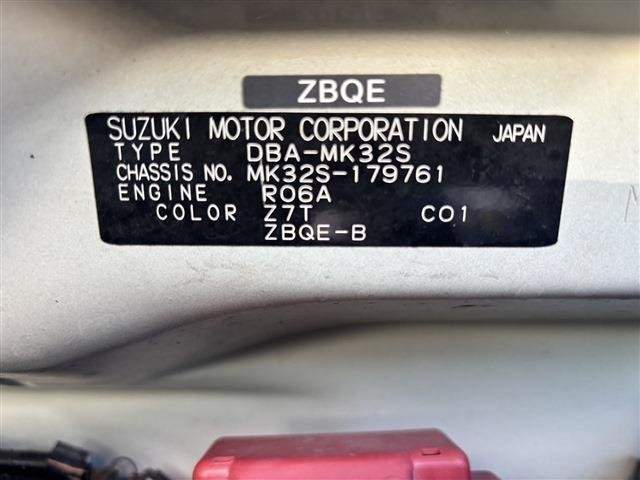 ZBQE
SUZUKI MOTOR CORPORATION JAPAN
TYPE DBA-MK32S
CHASSIS NO. MK32S-179761
ENGINE R06A
COLOR Z7T C01
ZBQE-B